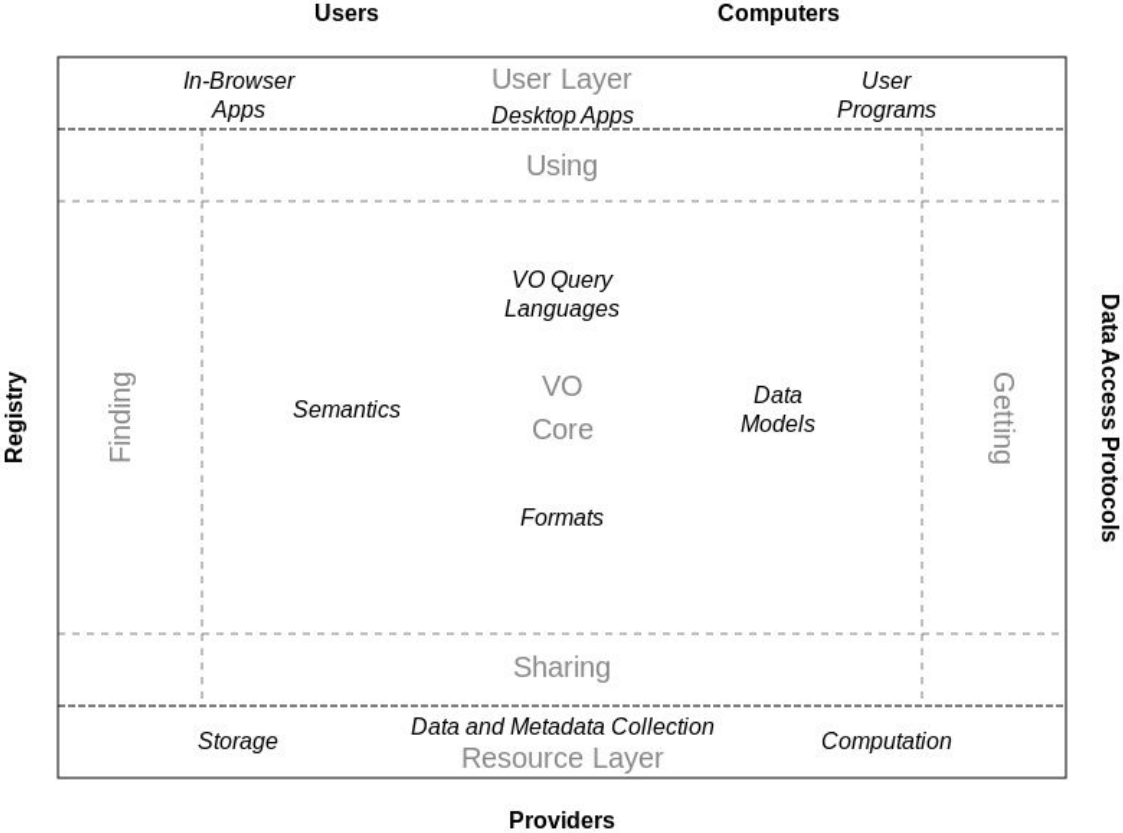 Users
Computers
In-Browser
Apps
User Layer
Desktop Apps
User
Programs
Using
VO Query
Languages
Registry
Finding
Semantics
VO
Core
Data
Models
Getting
Data Access Protocols
Formats
Sharing
Storage
Data and Metadata Collection
Resource Layer
Computation
Providers